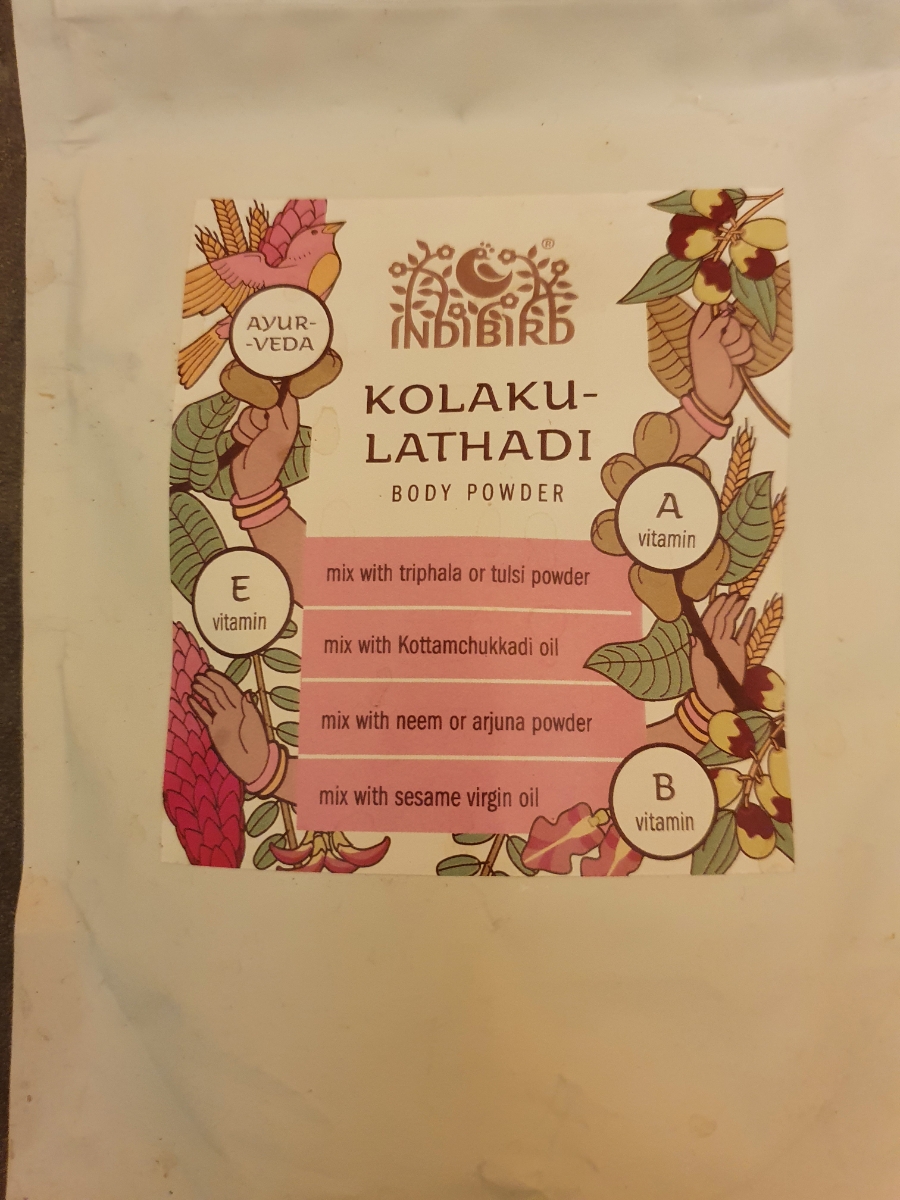 ®
INDIBIRD
AYUR-
-VEDA
KOLAKU-
LATHADI
BODY POWDER
A
vitamin
mix with triphala or tulsi powder
E
vitamin
mix with Kottamchukkadi oil
mix with neem or arjuna powder
mix with sesame virgin oil
B
vitamin